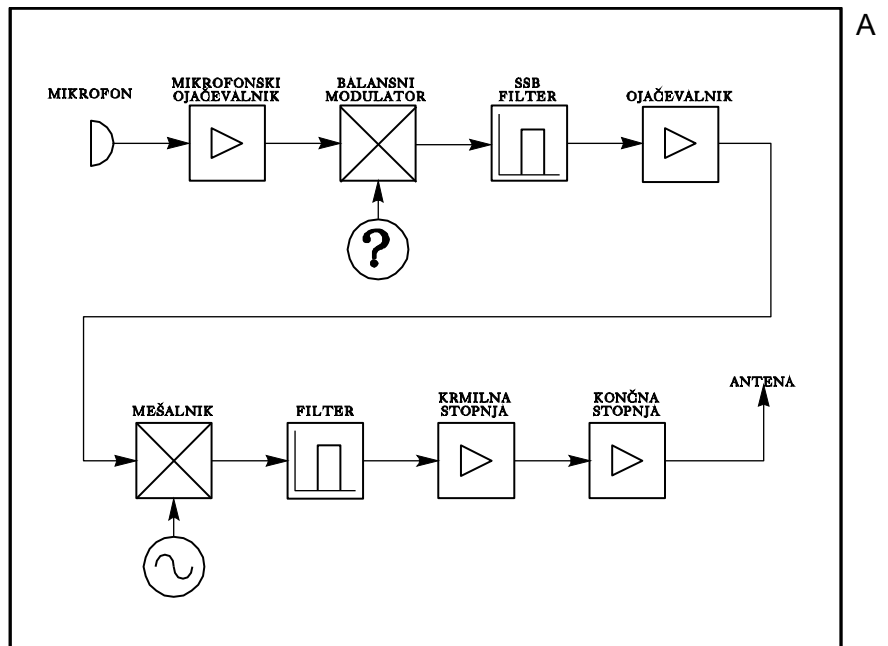 A
MIKROFON
MIKROFONSKI
OJAČEVALNIK
BALANSNI
MODULATOR
SSB
FILTER
OJAČEVALNIK
?
MEŠALNIK
FILTER
KRMILNA
STOPNJA
KONČNA
STOPNJA
ANTENA